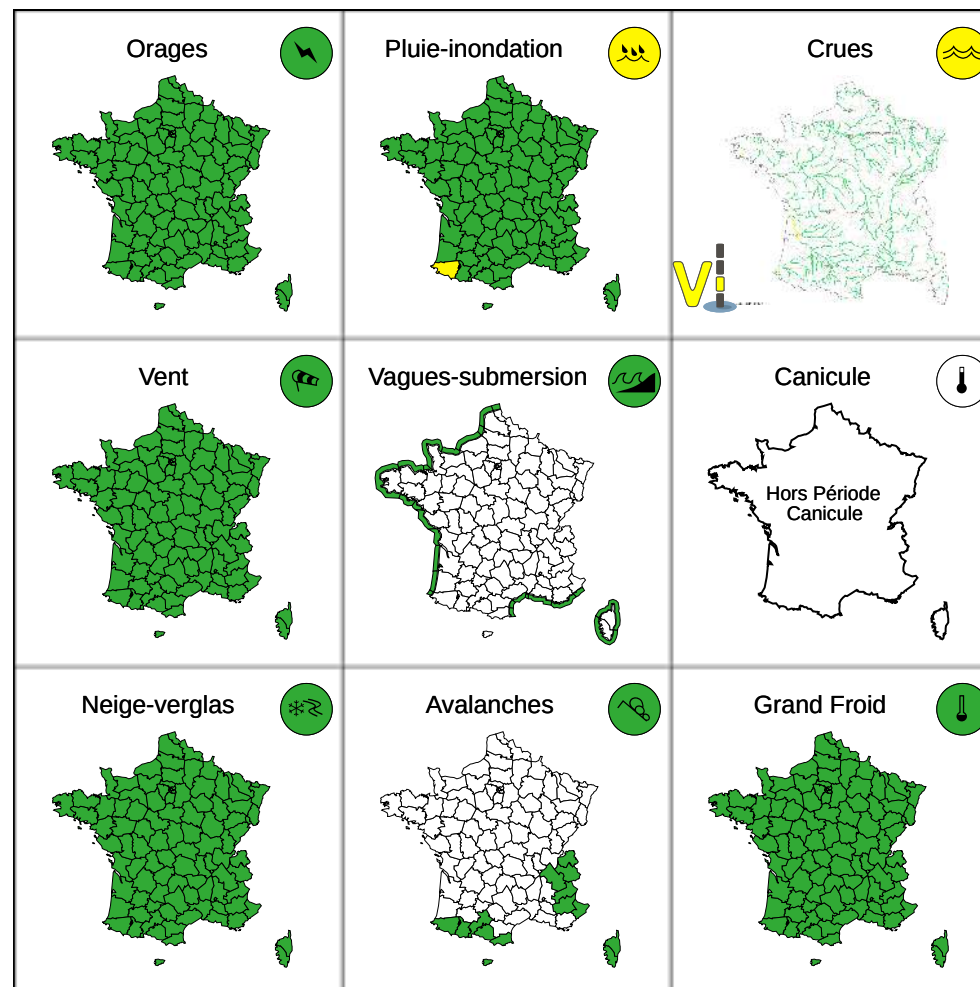 Orages
Pluie-inondation
Crues
Vent
Vagues-submersion
Canicule
Hors Période
Canicule
Neige-verglas
Avalanches
Grand Froid